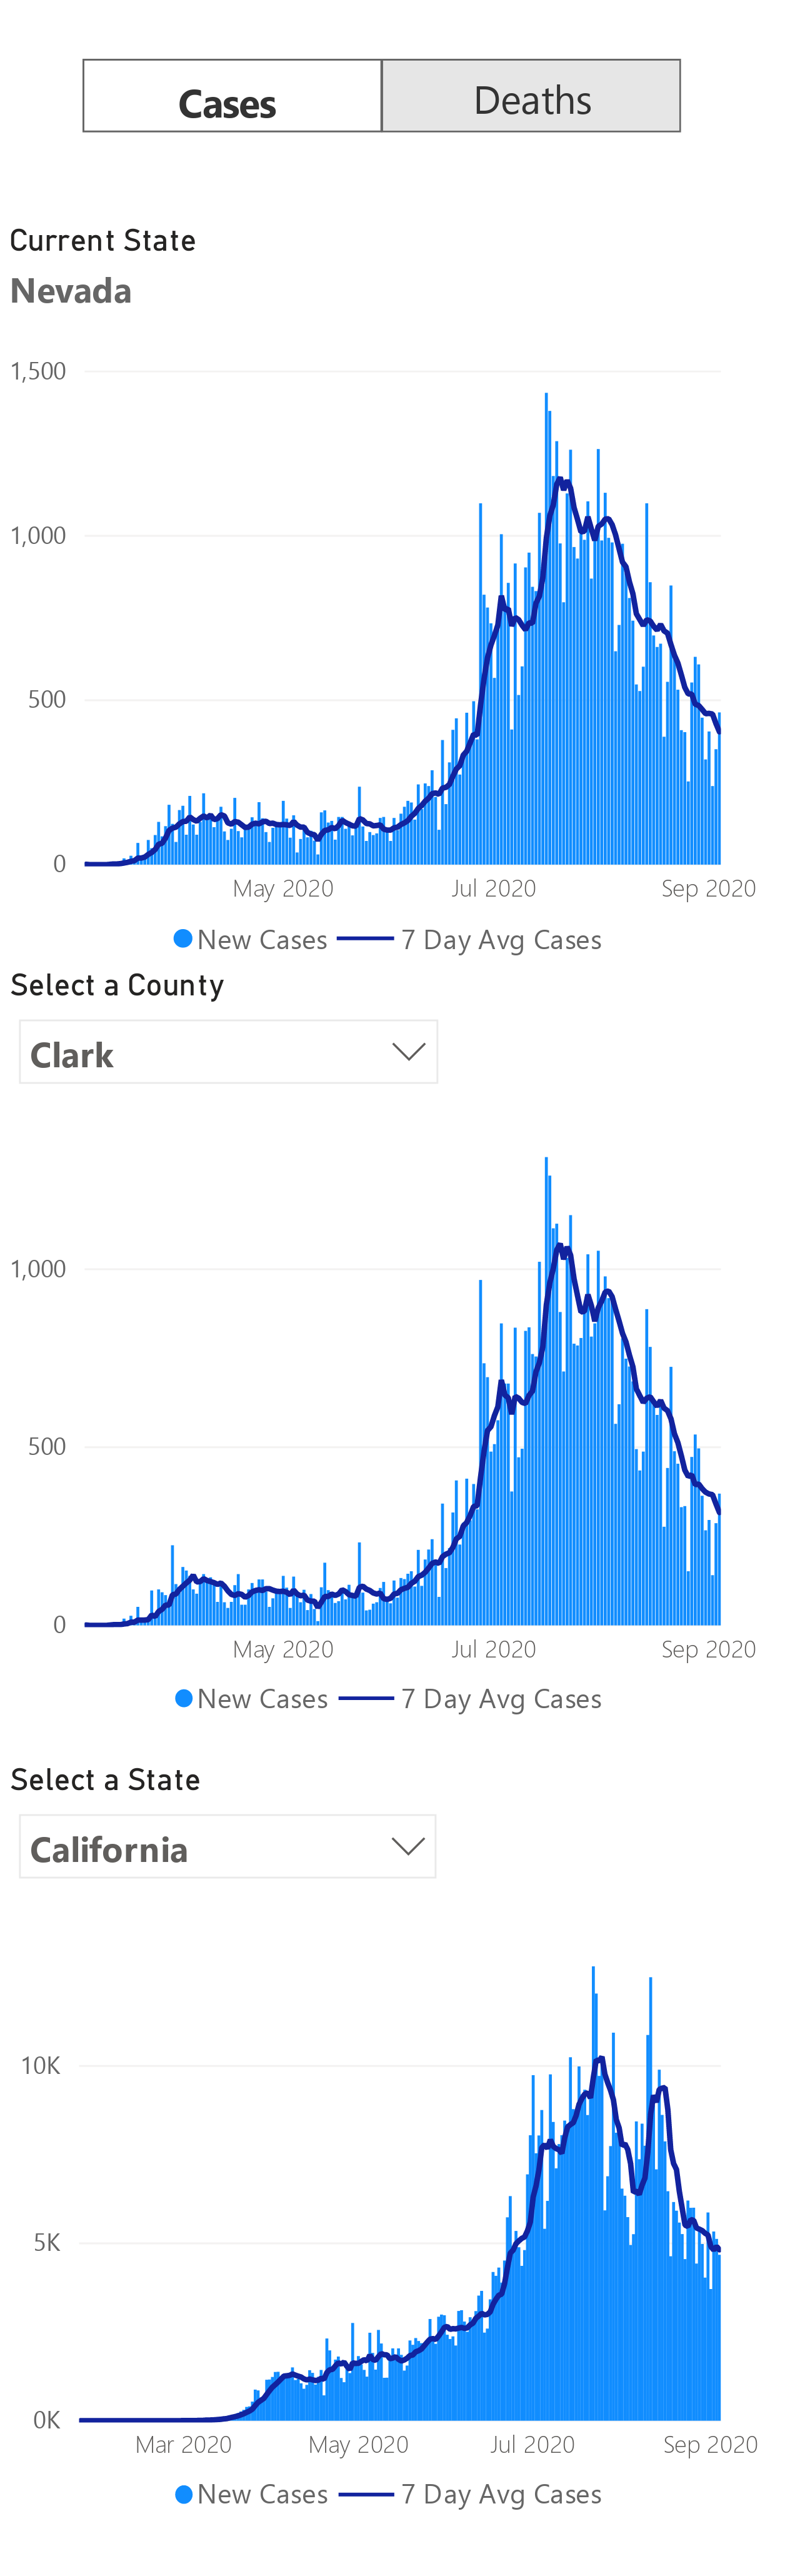 Cases Deaths
Current State
Nevada
1,500
1,000
500
0
May 2020 Jul 2020 Sep 2020
New Cases 7 Day Avg Cases
Select a County
Clark
1,000
500
0
May 2020 Jul 2020 Sep 2020
New Cases 7 Day Avg Cases
Select a State
California
10K
5K
0K
Mar 2020 May 2020 Jul 2020 Sep 2020
New Cases 7 Day Avg Cases